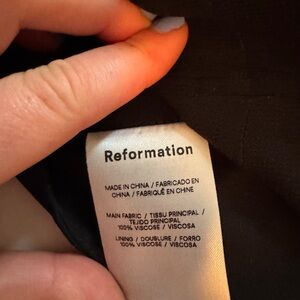 Reformation
MADE IN CHINA / FABRICADO EN
CHINA / FABRIQUÉ EN CHINE
MAIN FABRIC / TISSU PRINCIPAL /
TEJIDO PRINCIPAL
100% VISCOSE / VISCOSA
LINING / DOUBLURE / FORRO
100% VISCOSE / VISCOSA